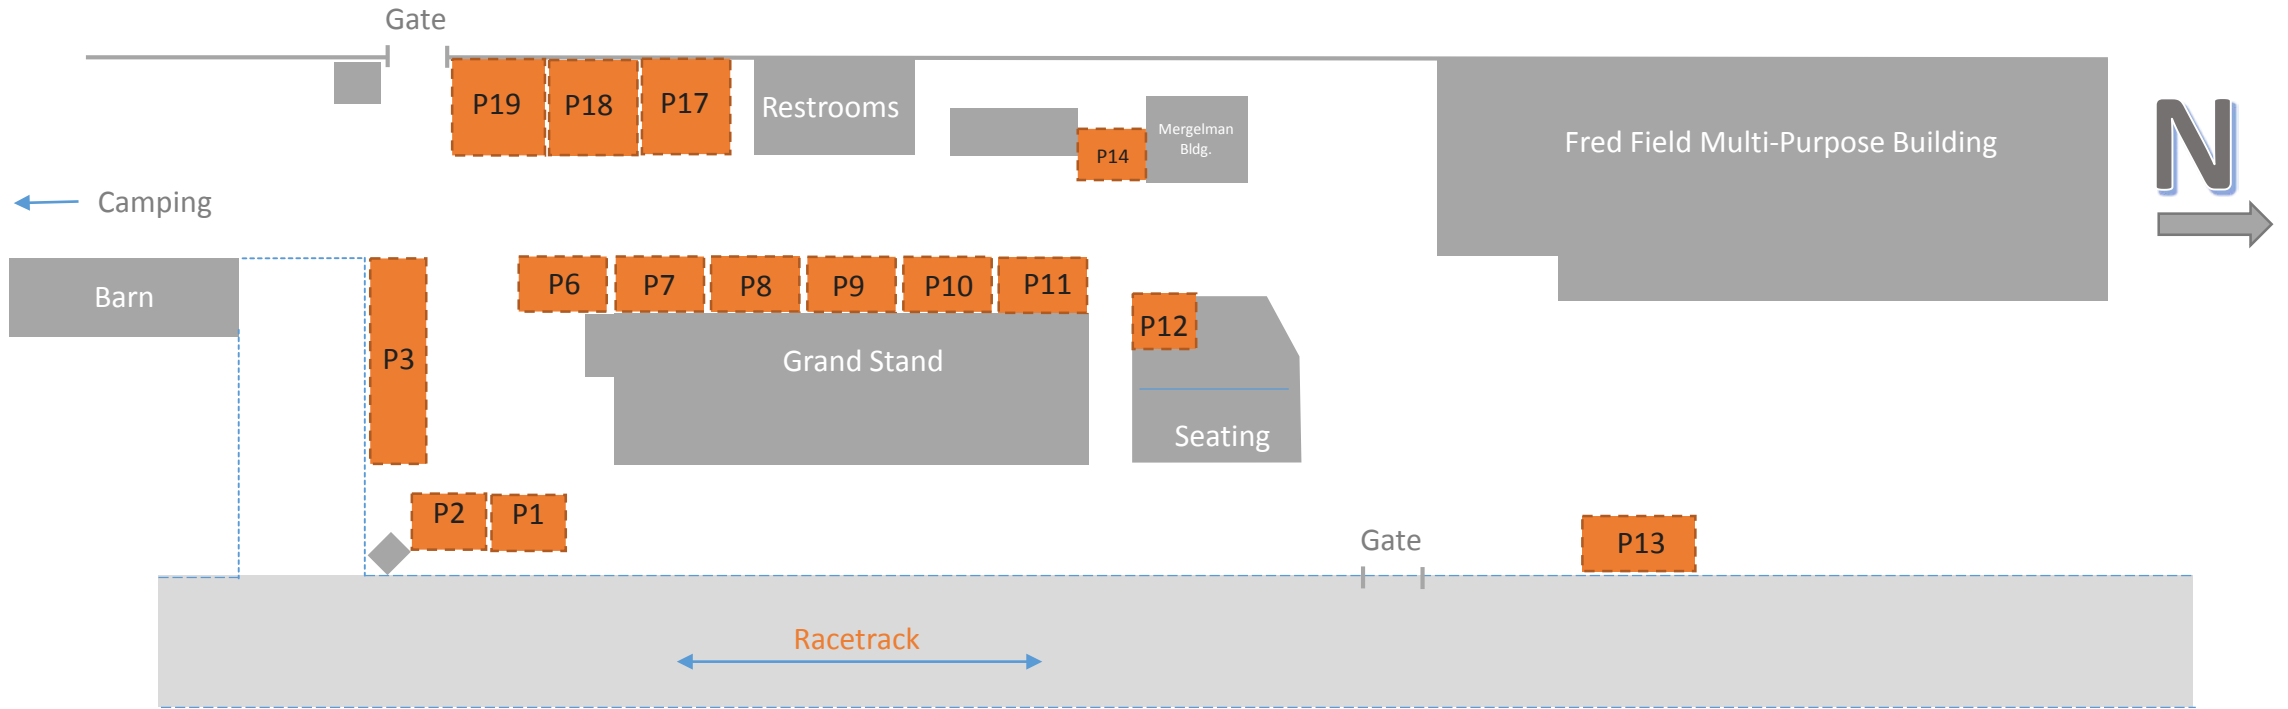 Gate
P19
P18
P17
Restrooms
P14
Mergelman
Bldg.
Fred Field Multi-Purpose Building
N
Camping
Barn
P3
P6
P7
P8
P9
P10
P11
P12
Grand Stand
Seating
P2
P1
Gate
P13
Racetrack